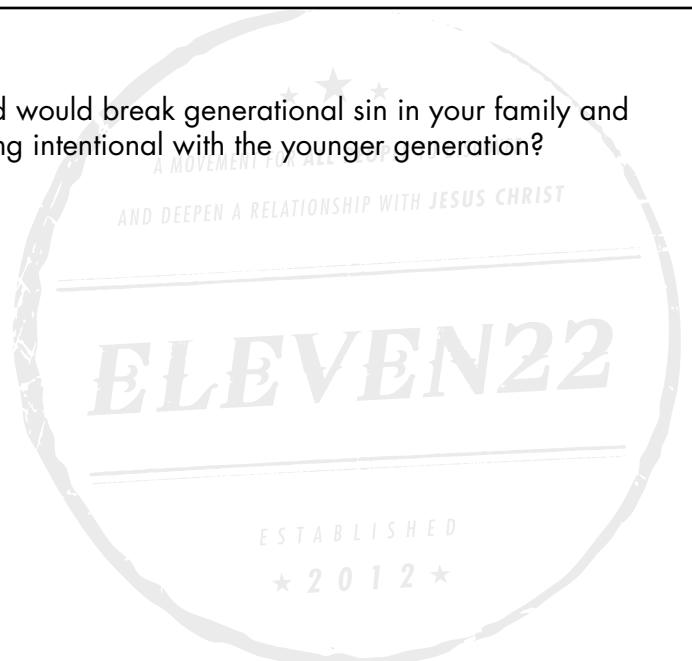 d would break generational sin in your family and
ng intentional with the younger generation?
A MOVEMENT FOR ALL
AND DEEPEN A RELATIONSHIP WITH JESUS CHRIST
ELEVEN22
ESTABLISHED
★ 2012 ★